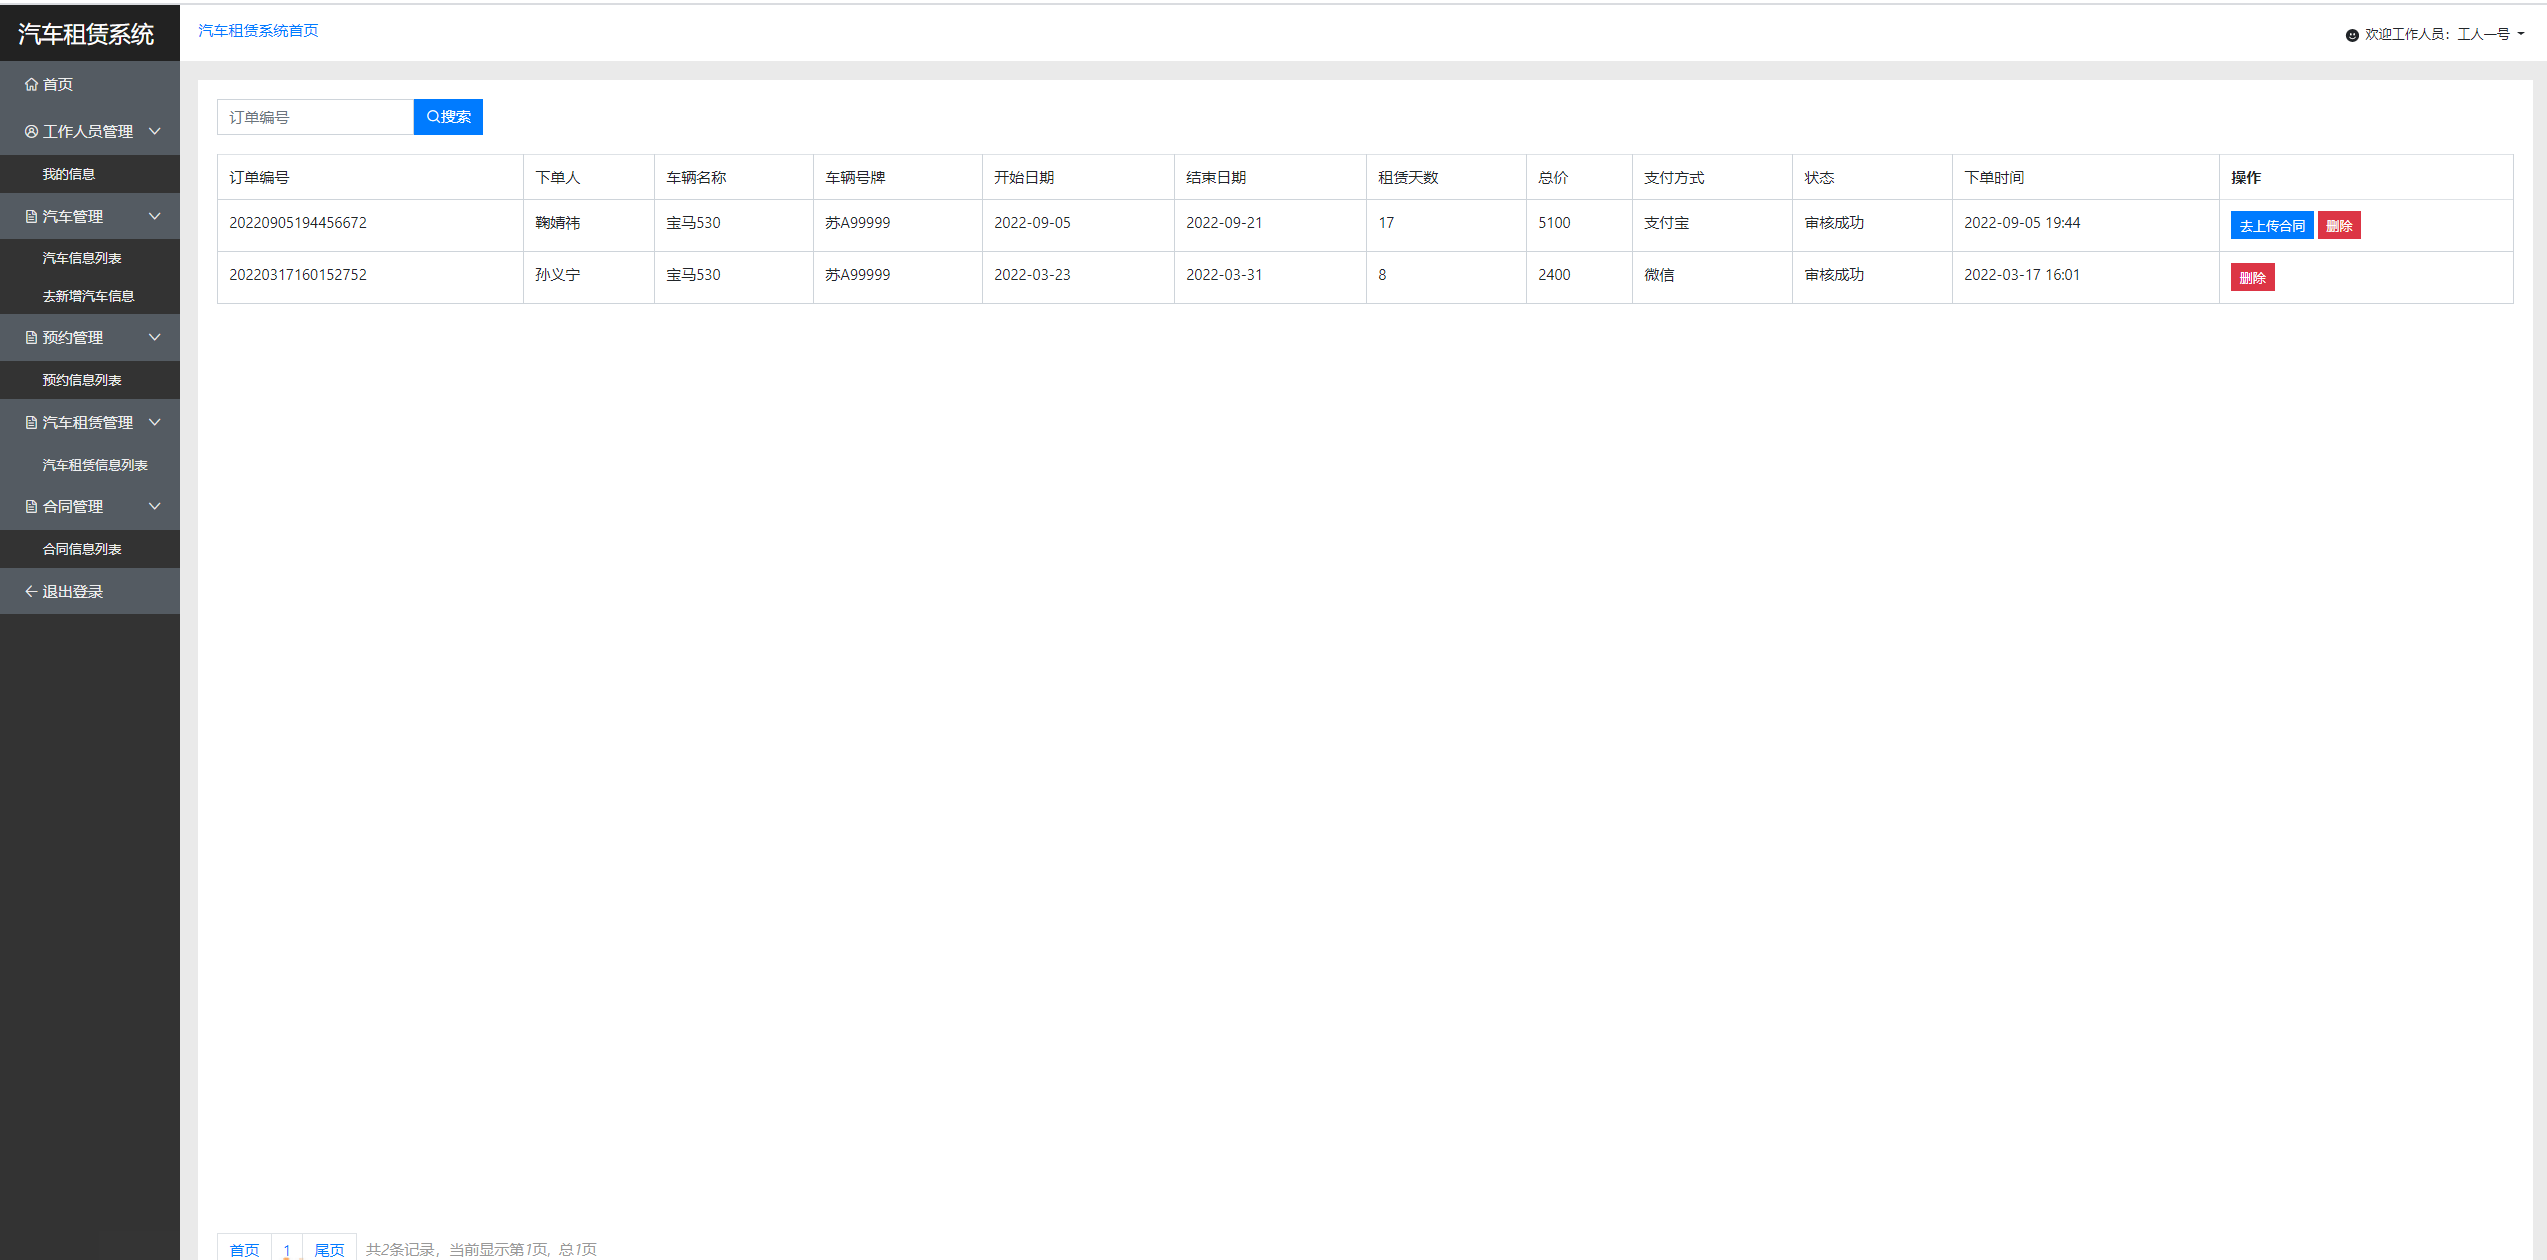 汽车租赁系统
首页
工作人员管理
我的信息
汽车管理
汽车信息列表
去新增汽车信息
预约管理
预约信息列表
汽车租赁管理
汽车租赁信息列表
合同管理
合同信息列表
退出登录
汽车租赁系统首页
欢迎工作人员：工人一号
订单编号 搜索
订单编号 下单人 车辆名称 车辆号牌 开始日期 结束日期 租赁天数 总价 支付方式 状态 下单时间 操作
20220905194456672 鞠婧祎 宝马530 苏A99999 2022-09-05 2022-09-21 17 5100 支付宝 审核成功 2022-09-05 19:44 去上传合同 删除
20220317160152752 孙义宁 宝马530 苏A99999 2022-03-23 2022-03-31 8 2400 微信 审核成功 2022-03-17 16:01 删除
首页 1 尾页 共2条记录，当前显示第1页，总1页